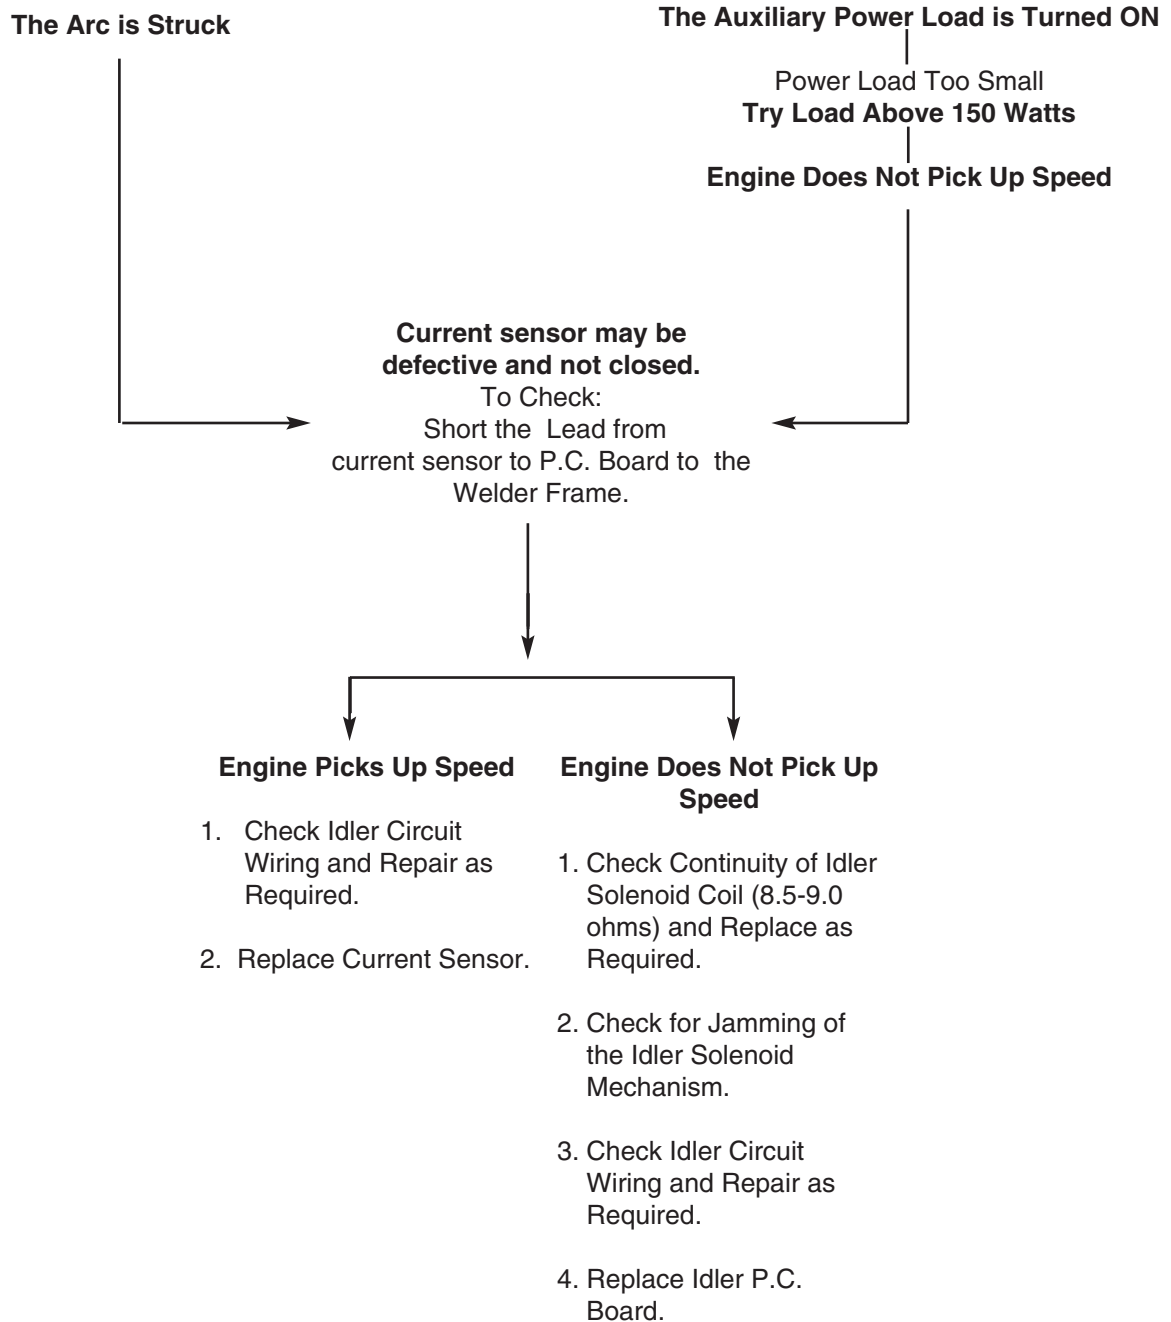 The Arc is Struck
The Auxiliary Power Load is Turned ON
Power Load Too Small
Try Load Above 150 Watts
Engine Does Not Pick Up Speed
Current sensor may be
defective and not closed.
To Check:
Short the Lead from
current sensor to P.C. Board to the
Welder Frame.
Engine Picks Up Speed
1. Check Idler Circuit
Wiring and Repair as
Required.
2. Replace Current Sensor.
Engine Does Not Pick Up
Speed
1. Check Continuity of Idler
Solenoid Coil (8.5-9.0
ohms) and Replace as
Required.
2. Check for Jamming of
the Idler Solenoid
Mechanism.
3. Check Idler Circuit
Wiring and Repair as
Required.
4. Replace Idler P.C.
Board.